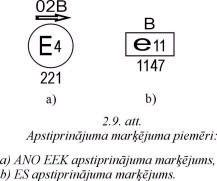 02B
B
E4
e11
221
1147
a)
b)
2.9. att.
Apstiprinājuma marķējuma piemēri:
a) ANO EEK apstiprinājuma marķējums,
b) ES apstiprinājuma marķējums.